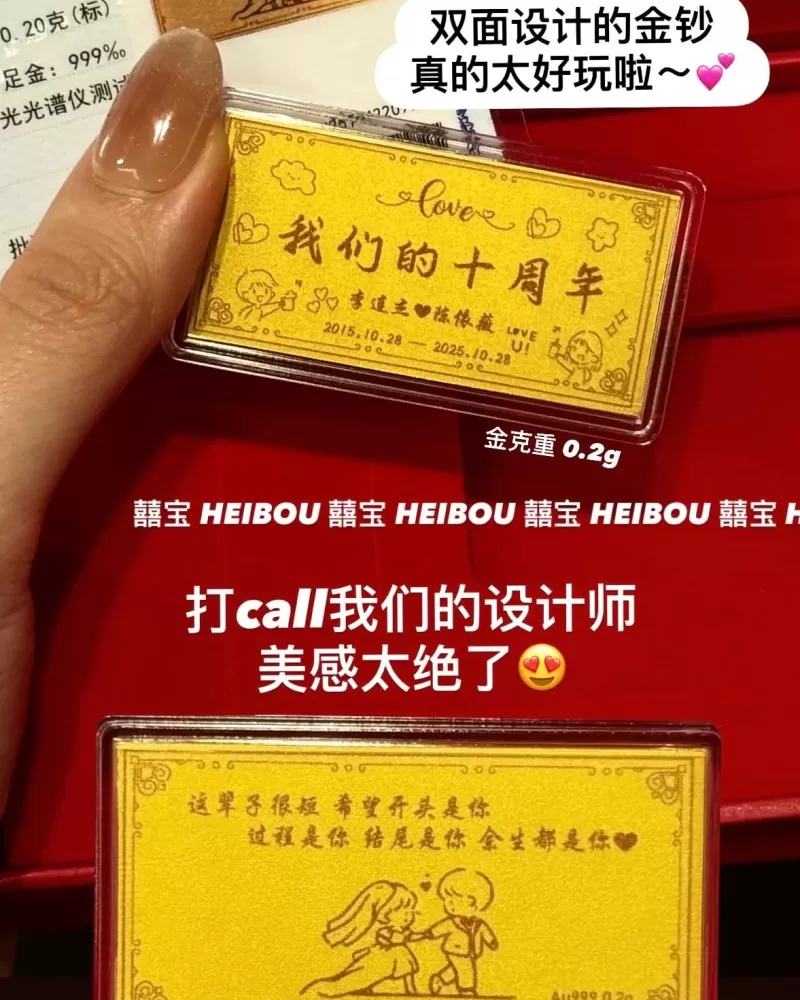 双面设计的金钞
真的太好玩啦～💕
0.20克(标)
足金：999‰
光光谱仪测试
love
我们的十周年
李连杰❤陈依薇
LOVE
U!
2015.10.28 — 2025.10.28
金克重 0.2g
囍宝 HEIBOU 囍宝 HEIBOU 囍宝 HEIBOU 囍宝 H
打call我们的设计师
美感太绝了😍
这辈子很短 希望开头是你
过程是你 结尾是你 余生都是你❤
Au999 0.2g